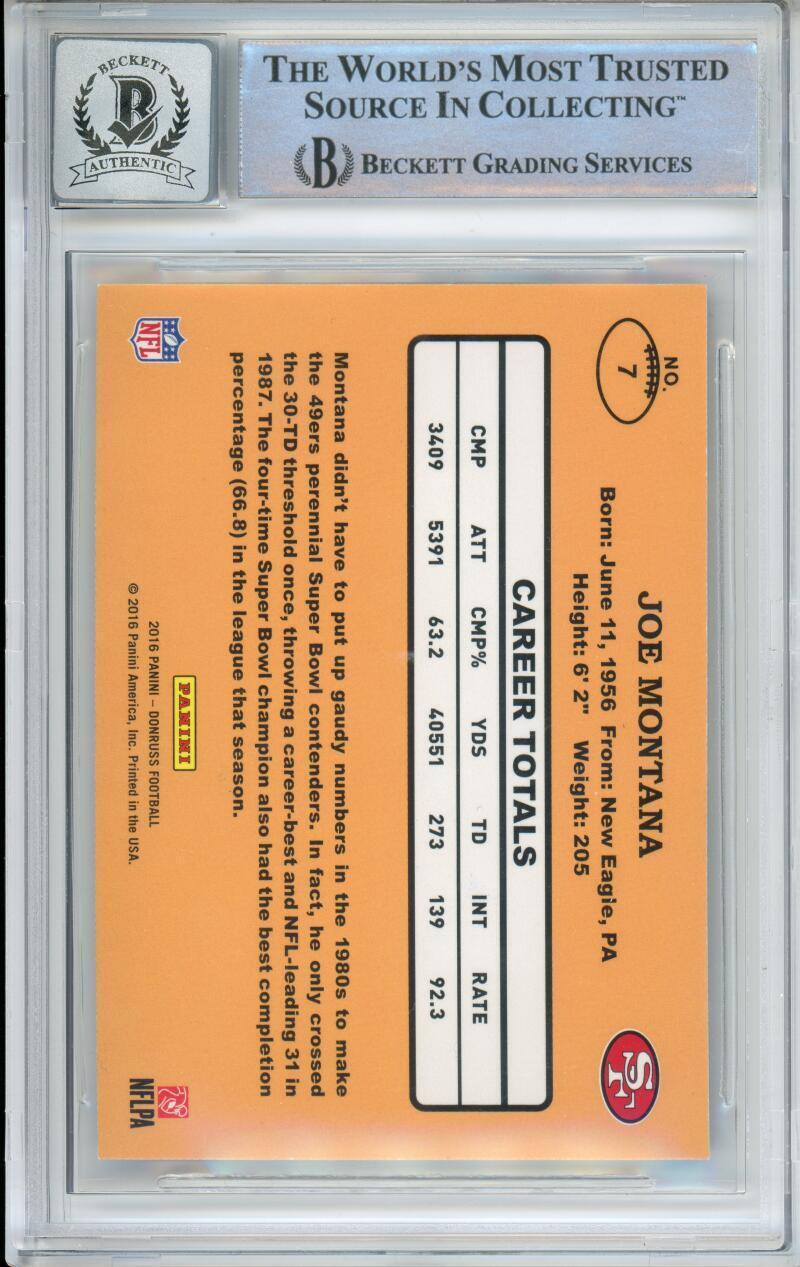 BECKETT
B
AUTHENTIC
THE WORLD'S MOST TRUSTED
SOURCE IN COLLECTING™
B BECKETT GRADING SERVICES
NO.
7
JOE MONTANA
Born: June 11, 1956 From: New Eagle, PA
Height: 6' 2" Weight: 205
SF
CAREER TOTALS
CMP ATT CMP% YDS TD INT RATE
3409 5391 63.2 40551 273 139 92.3
Montana didn't have to put up gaudy numbers in the 1980s to make
the 49ers perennial Super Bowl contenders. In fact, he only crossed
the 30-TD threshold once, throwing a career-best and NFL-leading 31 in
1987. The four-time Super Bowl champion also had the best completion
percentage (66.8) in the league that season.
NFL
PANINI
2016 PANINI – DONRUSS FOOTBALL
© 2016 Panini America, Inc. Printed in the USA.
NFLPA